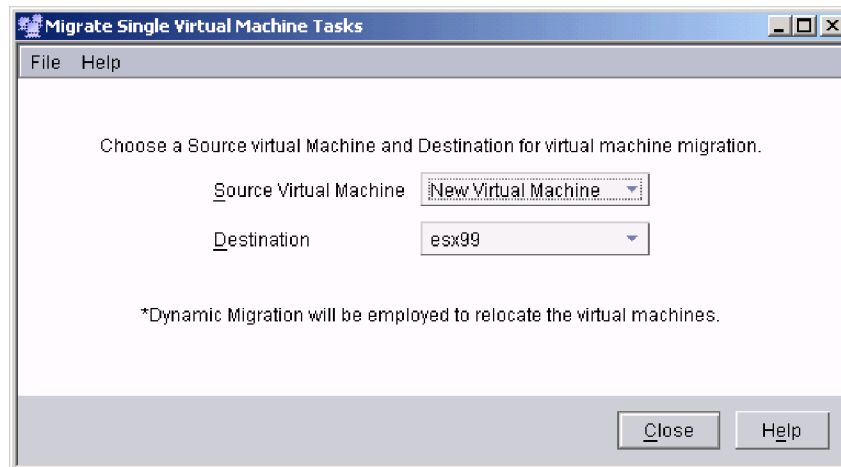 Migrate Single Virtual Machine Tasks
File Help
Choose a Source virtual Machine and Destination for virtual machine migration.
Source Virtual Machine New Virtual Machine
Destination esx99
*Dynamic Migration will be employed to relocate the virtual machines.
Close Help